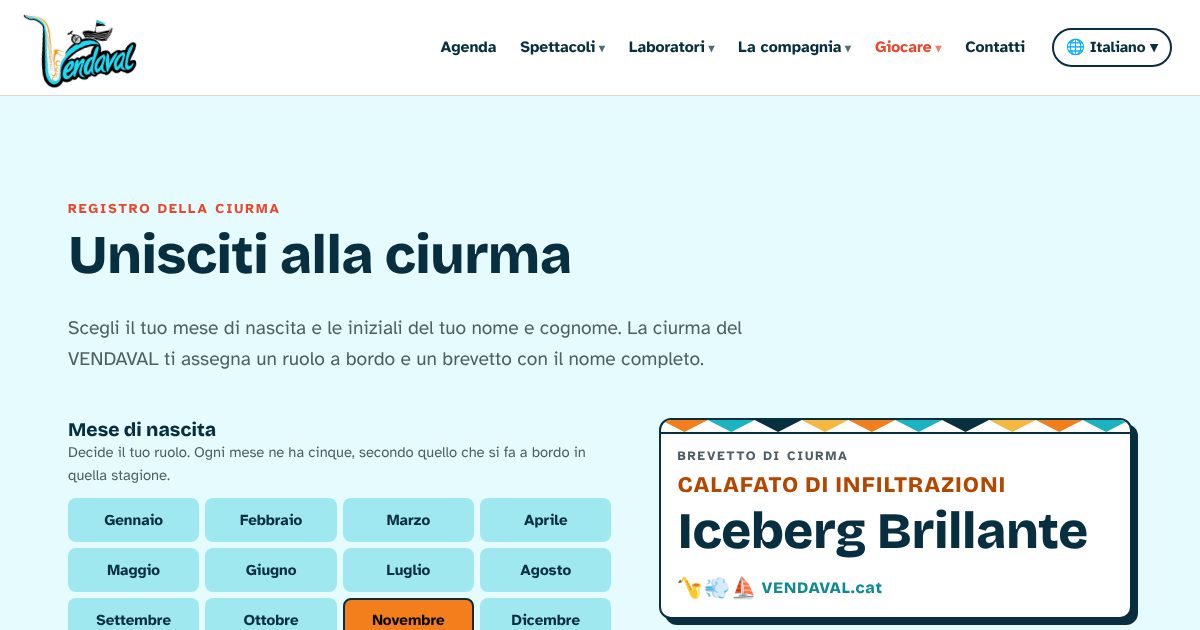 Vendaval
Agenda
Spettacoli ▾
Laboratori ▾
La compagnia ▾
Giocare ▾
Contatti
🌐 Italiano ▾
REGISTRO DELLA CIURMA
Unisciti alla ciurma
Scegli il tuo mese di nascita e le iniziali del tuo nome e cognome. La ciurma del
VENDAVAL ti assegna un ruolo a bordo e un brevetto con il nome completo.
Mese di nascita
Decide il tuo ruolo. Ogni mese ne ha cinque, secondo quello che si fa a bordo in
quella stagione.
Gennaio
Febbraio
Marzo
Aprile
Maggio
Giugno
Luglio
Agosto
Settembre
Ottobre
Novembre
Dicembre
BREVETTO DI CIURMA
CALAFATO DI INFILTRAZIONI
Iceberg Brillante
🎷💨⛵ VENDAVAL.cat